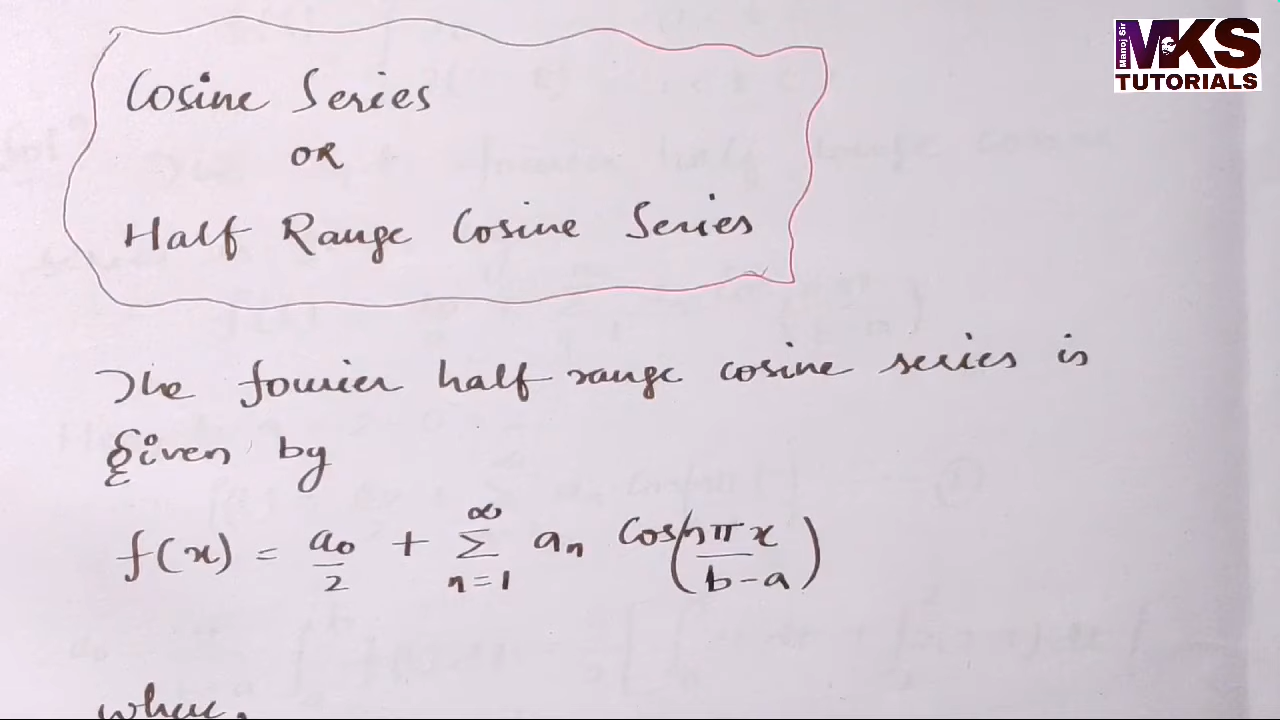 Manoj Sir
MKS
TUTORIALS
Cosine Series
OR
Half Range Cosine Series
The fourier half range cosine series is
given by
f(x) = a₀/2 + ∑_{n=1}^{∞} aₙ cos(nπx/(b-a))
where,